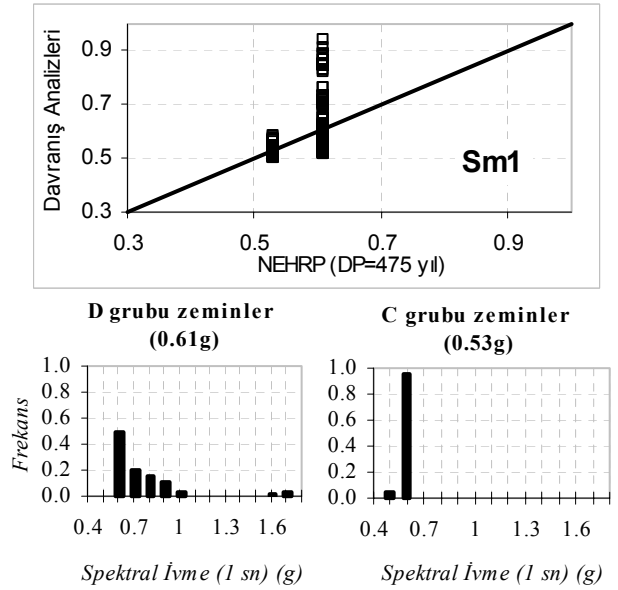 Davranış Analizleri
0.9
0.7
0.5
0.3
Sm1
0.3 0.5 0.7 0.9
NEHRP (DP=475 yıl)
D grubu zeminler
(0.61g)
C grubu zeminler
(0.53g)
Frekans
1.0
0.8
0.6
0.4
0.2
0.0
0.4 0.7 1 1.3 1.6
Spektral İvme (1 sn) (g)
1.0
0.8
0.6
0.4
0.2
0.0
0.4 0.7 1 1.3 1.6
Spektral İvme (1 sn) (g)